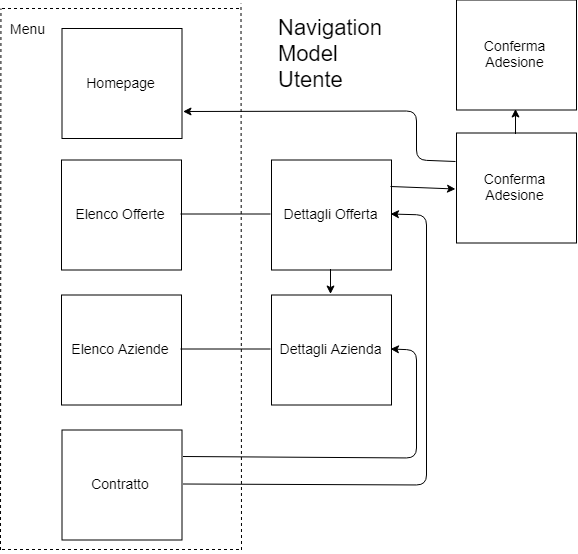 Menu
Navigation
Model
Utente
Conferma
Adesione
Homepage
Conferma
Adesione
Elenco Offerte
Dettagli Offerta
Elenco Aziende
Dettagli Azienda
Contratto